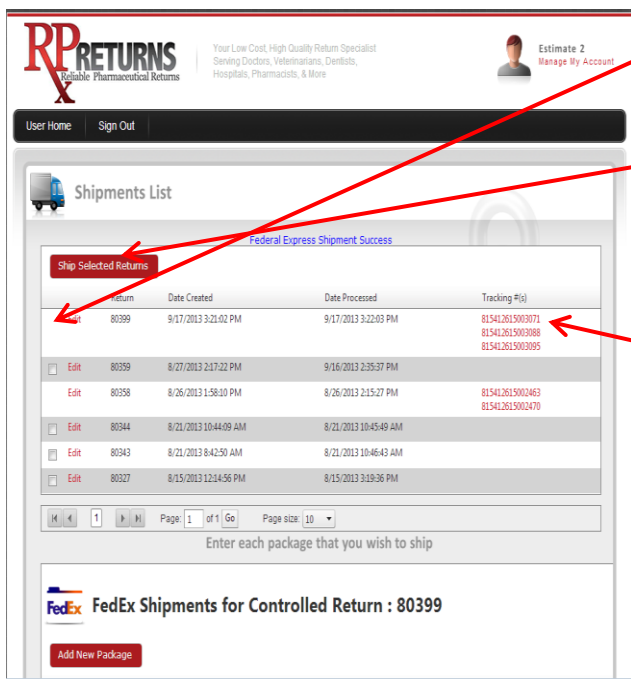 RP RETURNS
Reliable Pharmaceutical Returns
x
Your Low Cost, High Quality Return Specialist
Serving Doctors, Veterinarians, Dentists,
Hospitals, Pharmacists, & More
Estimate 2
Manage My Account
User Home Sign Out
Shipments List
Federal Express Shipment Success
Ship Selected Returns
Return Date Created Date Processed Tracking #(s)
Edit 80399 9/17/2013 3:21:02 PM 9/17/2013 3:22:03 PM 815412615003071
815412615003088
815412615003095
Edit 80359 8/27/2013 2:17:22 PM 9/16/2013 2:35:37 PM
Edit 80358 8/26/2013 1:58:10 PM 8/26/2013 2:15:27 PM 815412615002463
815412615002470
Edit 80344 8/21/2013 10:44:09 AM 8/21/2013 10:45:49 AM
Edit 80343 8/21/2013 8:42:50 AM 8/21/2013 10:46:43 AM
Edit 80327 8/15/2013 12:14:56 PM 8/15/2013 3:19:36 PM
1 Page: 1 of 1 Go Page size: 10
Enter each package that you wish to ship
FedEx FedEx Shipments for Controlled Return : 80399
Add New Package